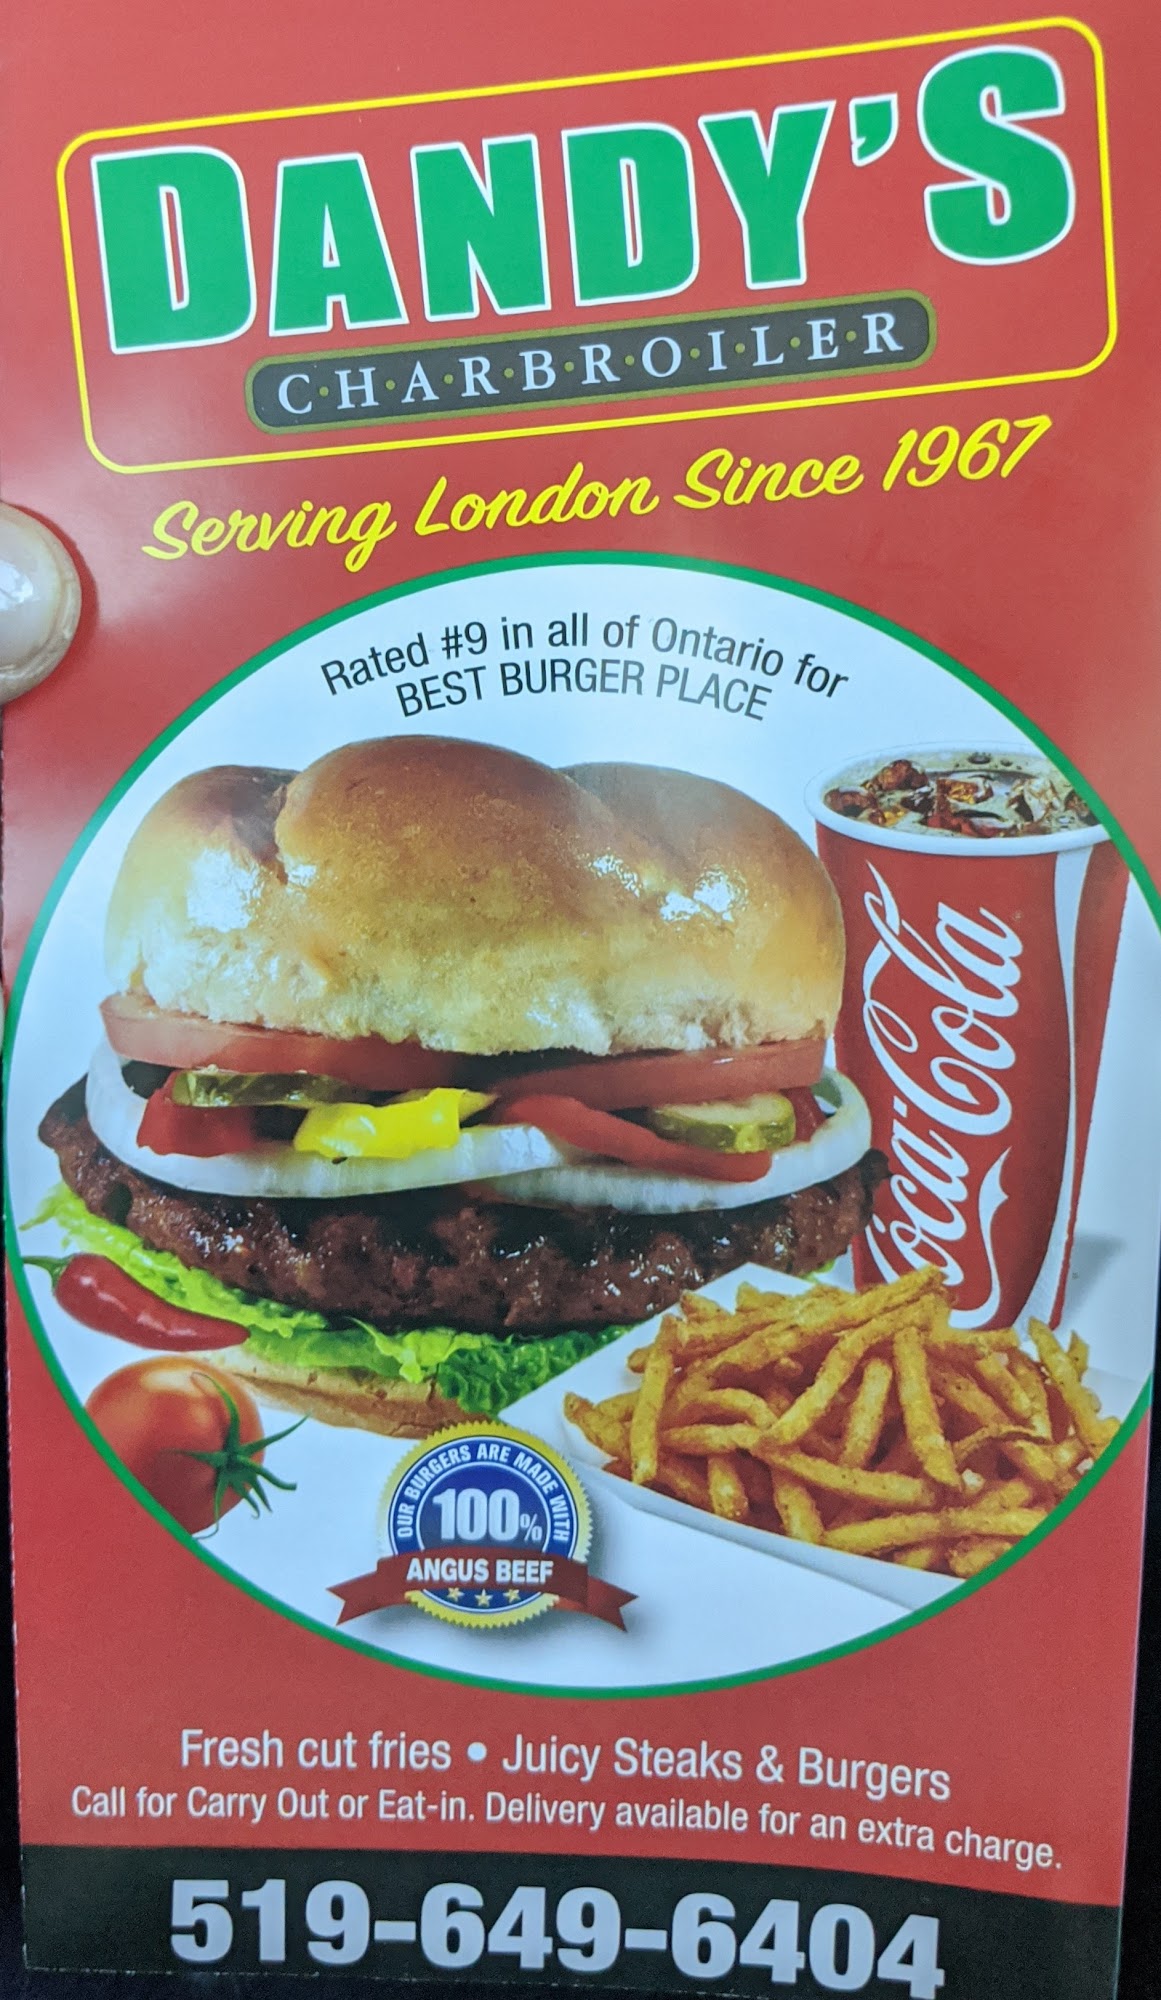 DANDY'S
C·H·A·R·B·R·O·I·L·E·R
Serving London Since 1967
Rated #9 in all of Ontario for
BEST BURGER PLACE
Coca-Cola
OUR BURGERS ARE MADE WITH
100%
ANGUS BEEF
Fresh cut fries • Juicy Steaks & Burgers
Call for Carry Out or Eat-in. Delivery available for an extra charge.
519-649-6404